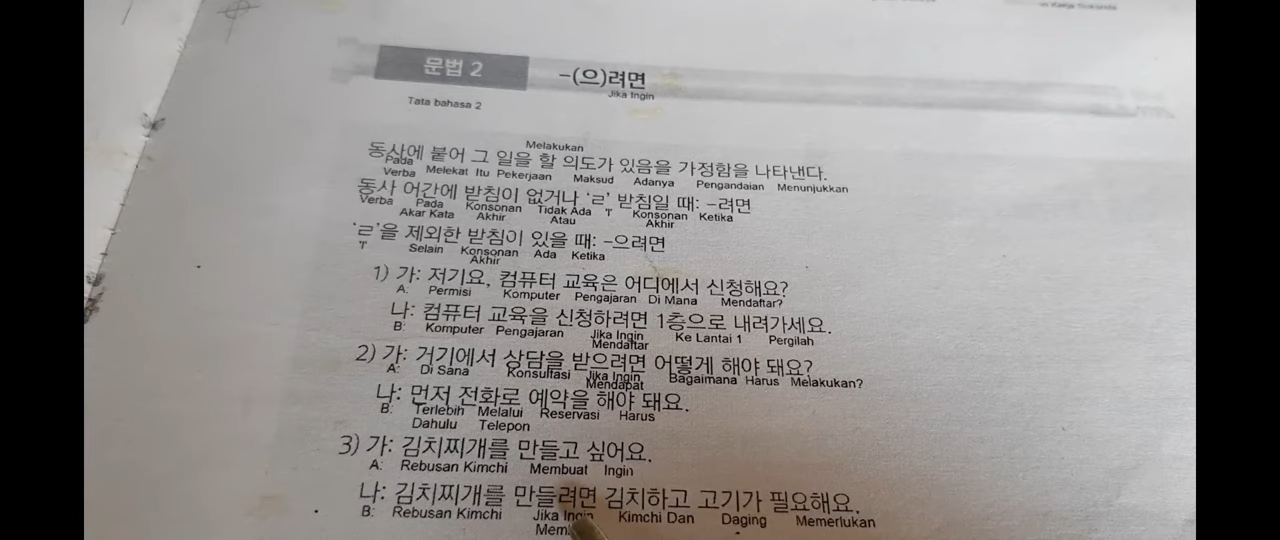 문법 2
-(으)려면
Jika Ingin
Tata bahasa 2
Melakukan
동사에 붙어 그 일을 할 의도가 있음을 가정함을 나타낸다.
Pada
Verba Melekat Itu Pekerjaan Maksud Adanya Pengandaian Menunjukkan
동사 어간에 받침이 없거나 ‘ㄹ’ 받침일 때: -려면
Verba Pada Konsonan Tidak Ada 'l' Konsonan Ketika
Akar Kata Akhir Atau Akhir
‘ㄹ’을 제외한 받침이 있을 때: -으려면
'l' Selain Konsonan Ada Ketika
Akhir
1) 가: 저기요, 컴퓨터 교육은 어디에서 신청해요?
A: Permisi Komputer Pengajaran Di Mana Mendaftar?
나: 컴퓨터 교육을 신청하려면 1층으로 내려가세요.
B: Komputer Pengajaran Jika Ingin Ke Lantai 1 Pergilah
Mendaftar
2) 가: 거기에서 상담을 받으려면 어떻게 해야 돼요?
A: Di Sana Konsultasi Jika Ingin Bagaimana Harus Melakukan?
Mendapat
나: 먼저 전화로 예약을 해야 돼요.
B: Terlebih Melalui Reservasi Harus
Dahulu Telepon
3) 가: 김치찌개를 만들고 싶어요.
A: Rebusan Kimchi Membuat Ingin
나: 김치찌개를 만들려면 김치하고 고기가 필요해요.
B: Rebusan Kimchi Jika Ingin Kimchi Dan Daging Memerlukan